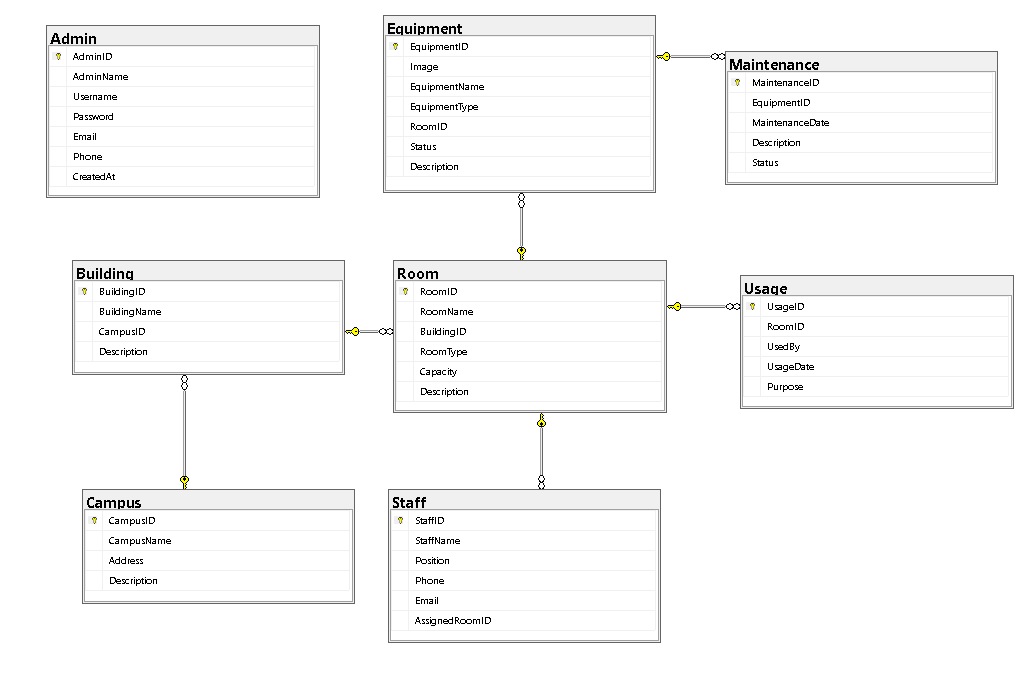 Admin
AdminID
AdminName
Username
Password
Email
Phone
CreatedAt
Equipment
EquipmentID
Image
EquipmentName
EquipmentType
RoomID
Status
Description
Maintenance
MaintenanceID
EquipmentID
MaintenanceDate
Description
Status
Building
BuildingID
BuildingName
CampusID
Description
Room
RoomID
RoomName
BuildingID
RoomType
Capacity
Description
Usage
UsageID
RoomID
UsedBy
UsageDate
Purpose
Campus
CampusID
CampusName
Address
Description
Staff
StaffID
StaffName
Position
Phone
Email
AssignedRoomID